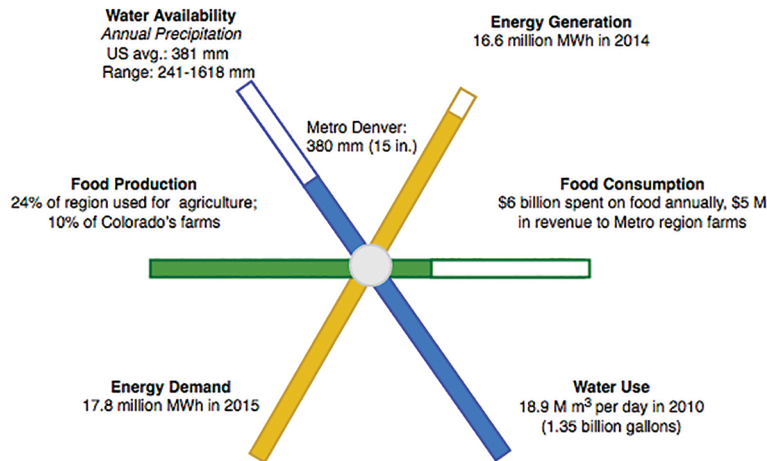 Water Availability
Annual Precipitation
US avg.: 381 mm
Range: 241-1618 mm
Energy Generation
16.6 million MWh in 2014
Metro Denver:
380 mm (15 in.)
Food Production
24% of region used for agriculture;
10% of Colorado's farms
Food Consumption
$6 billion spent on food annually, $5 M
in revenue to Metro region farms
Energy Demand
17.8 million MWh in 2015
Water Use
18.9 M m³ per day in 2010
(1.35 billion gallons)